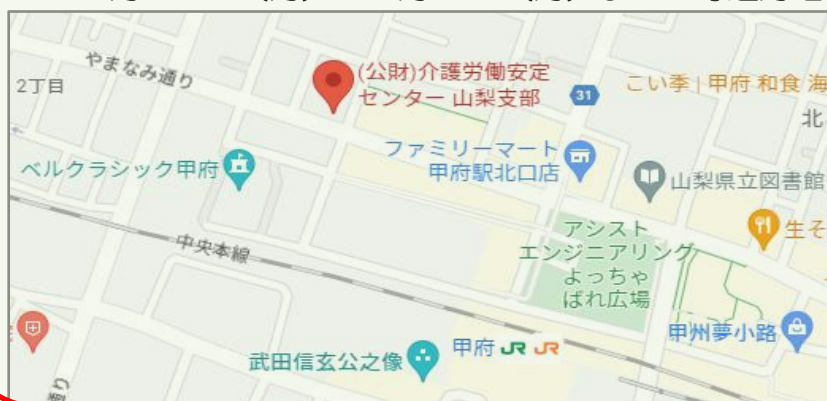 やまなみ通り
2丁目
(公財)介護労働安定
センター 山梨支部
31
こい季 | 甲府 和食 海
北
ベルクラシック甲府
ファミリーマート
甲府駅北口店
山梨県立図書館
アシスト
エンジニアリング
よっちゃ
ばれ広場
生そ
中央本線
甲州夢小路
武田信玄公之像
甲府 JR JR
通り